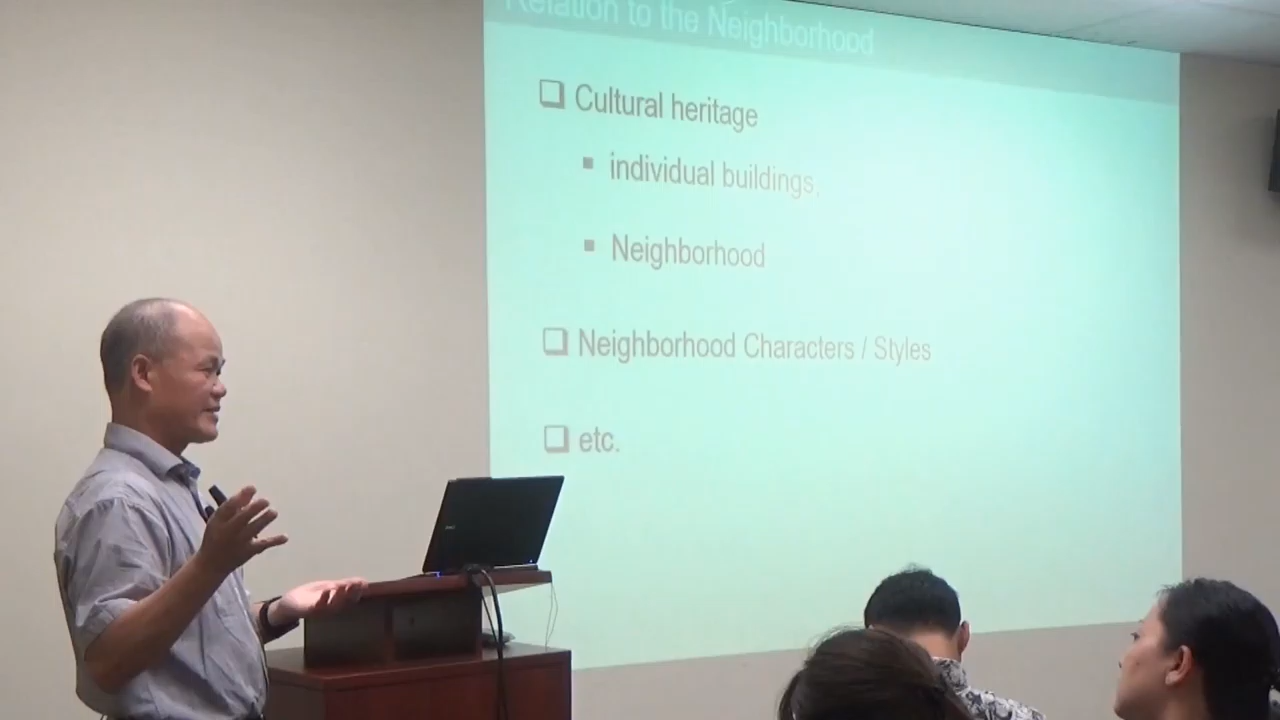 Relation to the Neighborhood
Cultural heritage
individual buildings,
Neighborhood
Neighborhood Characters / Styles
etc.